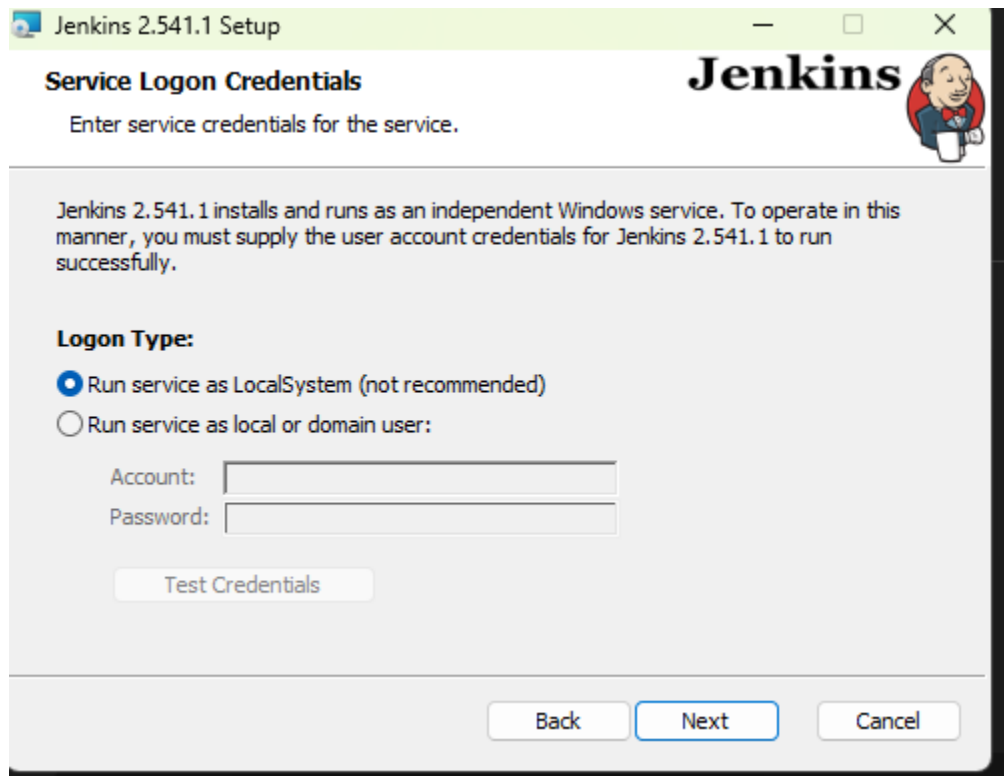 Jenkins 2.541.1 Setup
Service Logon Credentials
Jenkins
Enter service credentials for the service.
Jenkins 2.541.1 installs and runs as an independent Windows service. To operate in this
manner, you must supply the user account credentials for Jenkins 2.541.1 to run
successfully.
Logon Type:
Run service as LocalSystem (not recommended)
Run service as local or domain user:
Account:
Password:
Test Credentials
Back
Next
Cancel